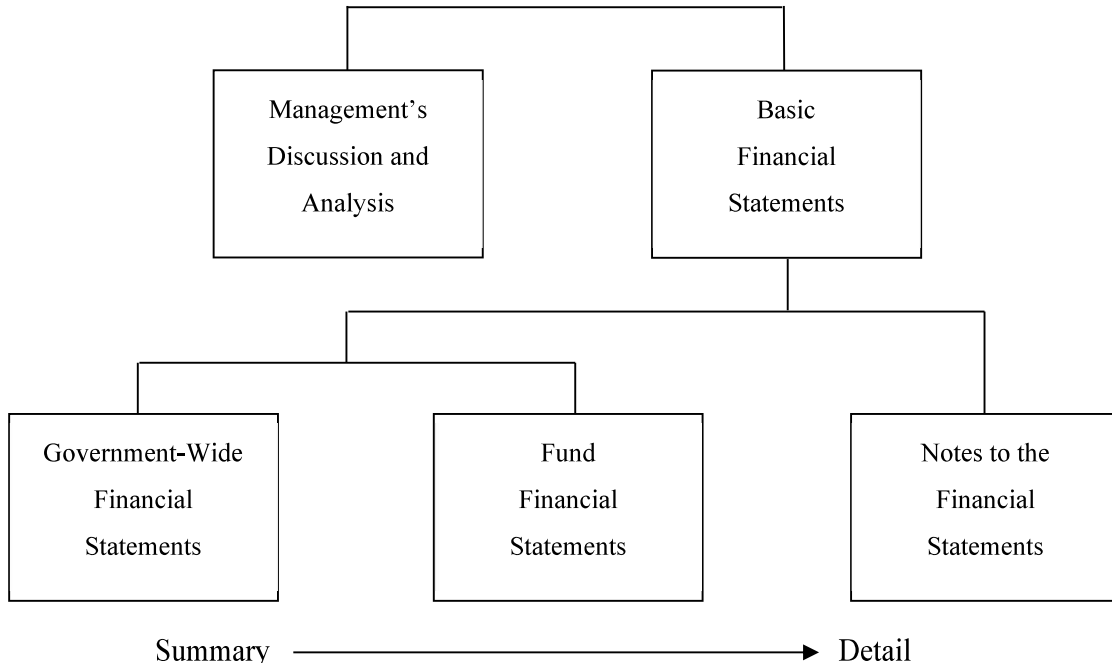 Management’s
Discussion and
Analysis
Basic
Financial
Statements
Government-Wide
Financial
Statements
Fund
Financial
Statements
Notes to the
Financial
Statements
Summary
Detail